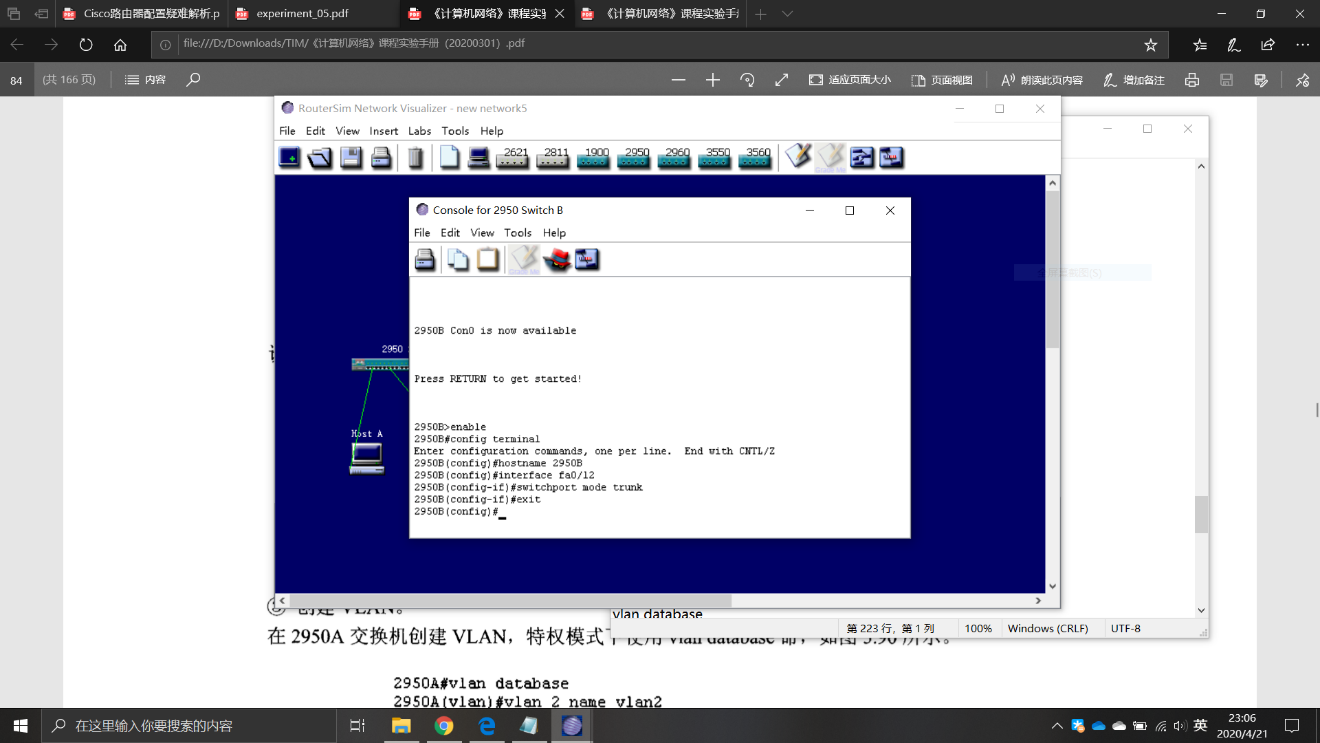 Cisco路由器配置疑难解析.p
experiment_05.pdf
《计算机网络》课程实验
《计算机网络》课程实验手
file:///D:/Downloads/TIM/《计算机网络》课程实验手册（20200301）.pdf
84 (共 166 页) 内容 适应页面大小 页面视图 朗读此页内容 增加备注
RouterSim Network Visualizer - new network5
File Edit View Insert Labs Tools Help
2621 2811 1900 2950 2960 3550 3560
Console for 2950 Switch B
File Edit View Tools Help
2950B Con0 is now available
2950
Press RETURN to get started!
2950B>enable
Host A
2950B#config terminal
Enter configuration commands, one per line. End with CNTL/Z
2950B(config)#hostname 2950B
2950B(config)#interface fa0/12
2950B(config-if)#switchport mode trunk
2950B(config-if)#exit
2950B(config)#
创建 VLAN。
vlan database
第 223 行，第 1 列 100% Windows (CRLF) UTF-8
在 2950A 交换机创建 VLAN，特权模式下使用 vlan database 命，如图 3.90 所示。
2950A#vlan database
2950A(vlan)#vlan 2 name vlan2
在这里输入你要搜索的内容
英
23:06
2020/4/21